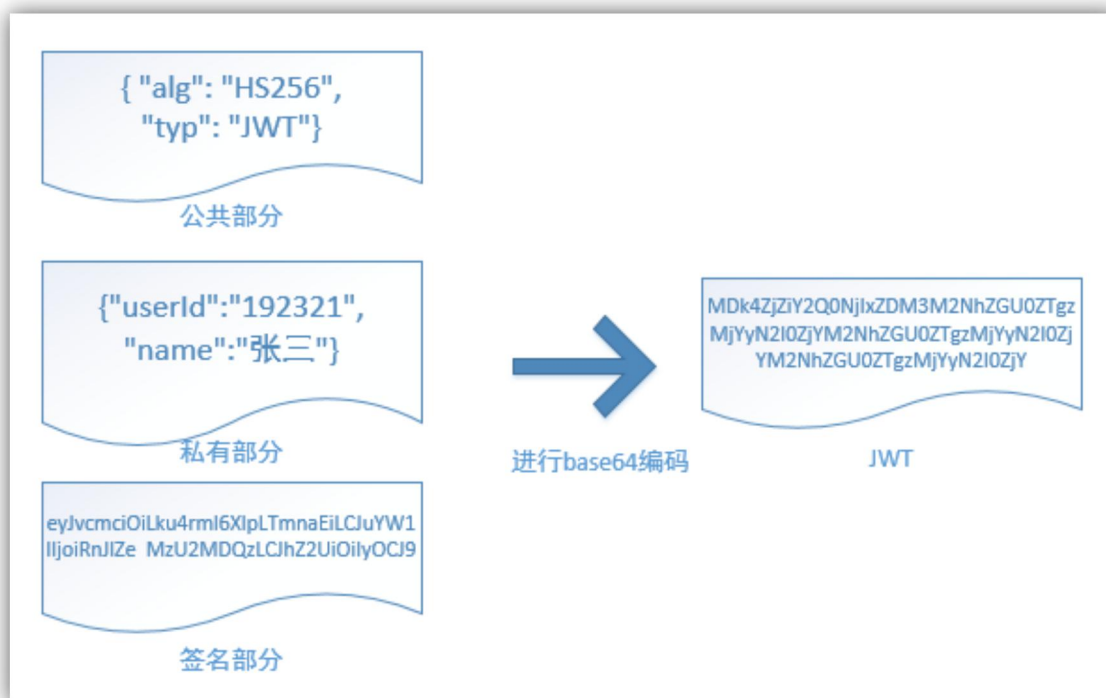 { "alg": "HS256",
"typ": "JWT"}
公共部分
{"userId":"192321",
"name":"张三"}
私有部分
eyJvcmciOiLku4rml6XlpLTmnaEiLCJuYW1
lIjoiRnJlZe MzU2MDQzLCJhZ2UiOiIyOCJ9
签名部分
进行base64编码
MDk4ZjZiY2Q0NjIxZDM3M2NhZGU0ZTgz
MjYyN2I0ZjYM2NhZGU0ZTgzMjYyN2I0Zj
YM2NhZGU0ZTgzMjYyN2I0ZjY
JWT